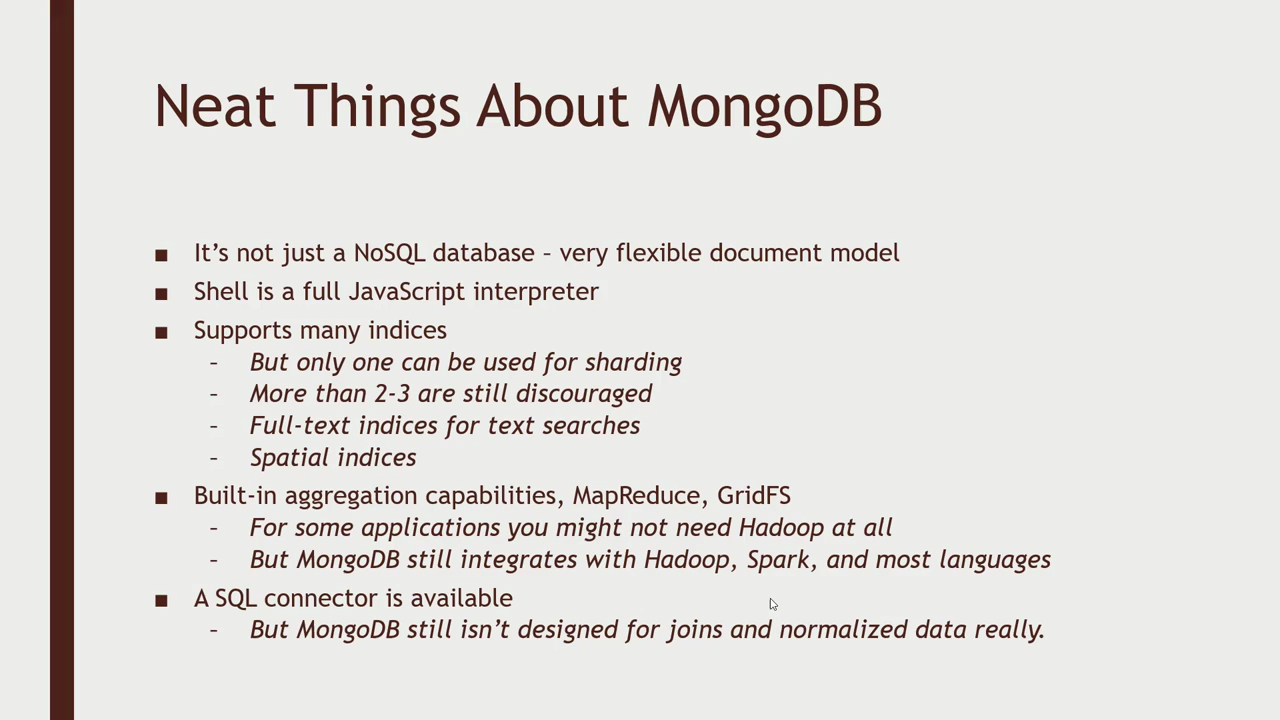 Neat Things About MongoDB
■ It’s not just a NoSQL database – very flexible document model
■ Shell is a full JavaScript interpreter
■ Supports many indices
– But only one can be used for sharding
– More than 2-3 are still discouraged
– Full-text indices for text searches
– Spatial indices
■ Built-in aggregation capabilities, MapReduce, GridFS
– For some applications you might not need Hadoop at all
– But MongoDB still integrates with Hadoop, Spark, and most languages
■ A SQL connector is available
– But MongoDB still isn’t designed for joins and normalized data really.